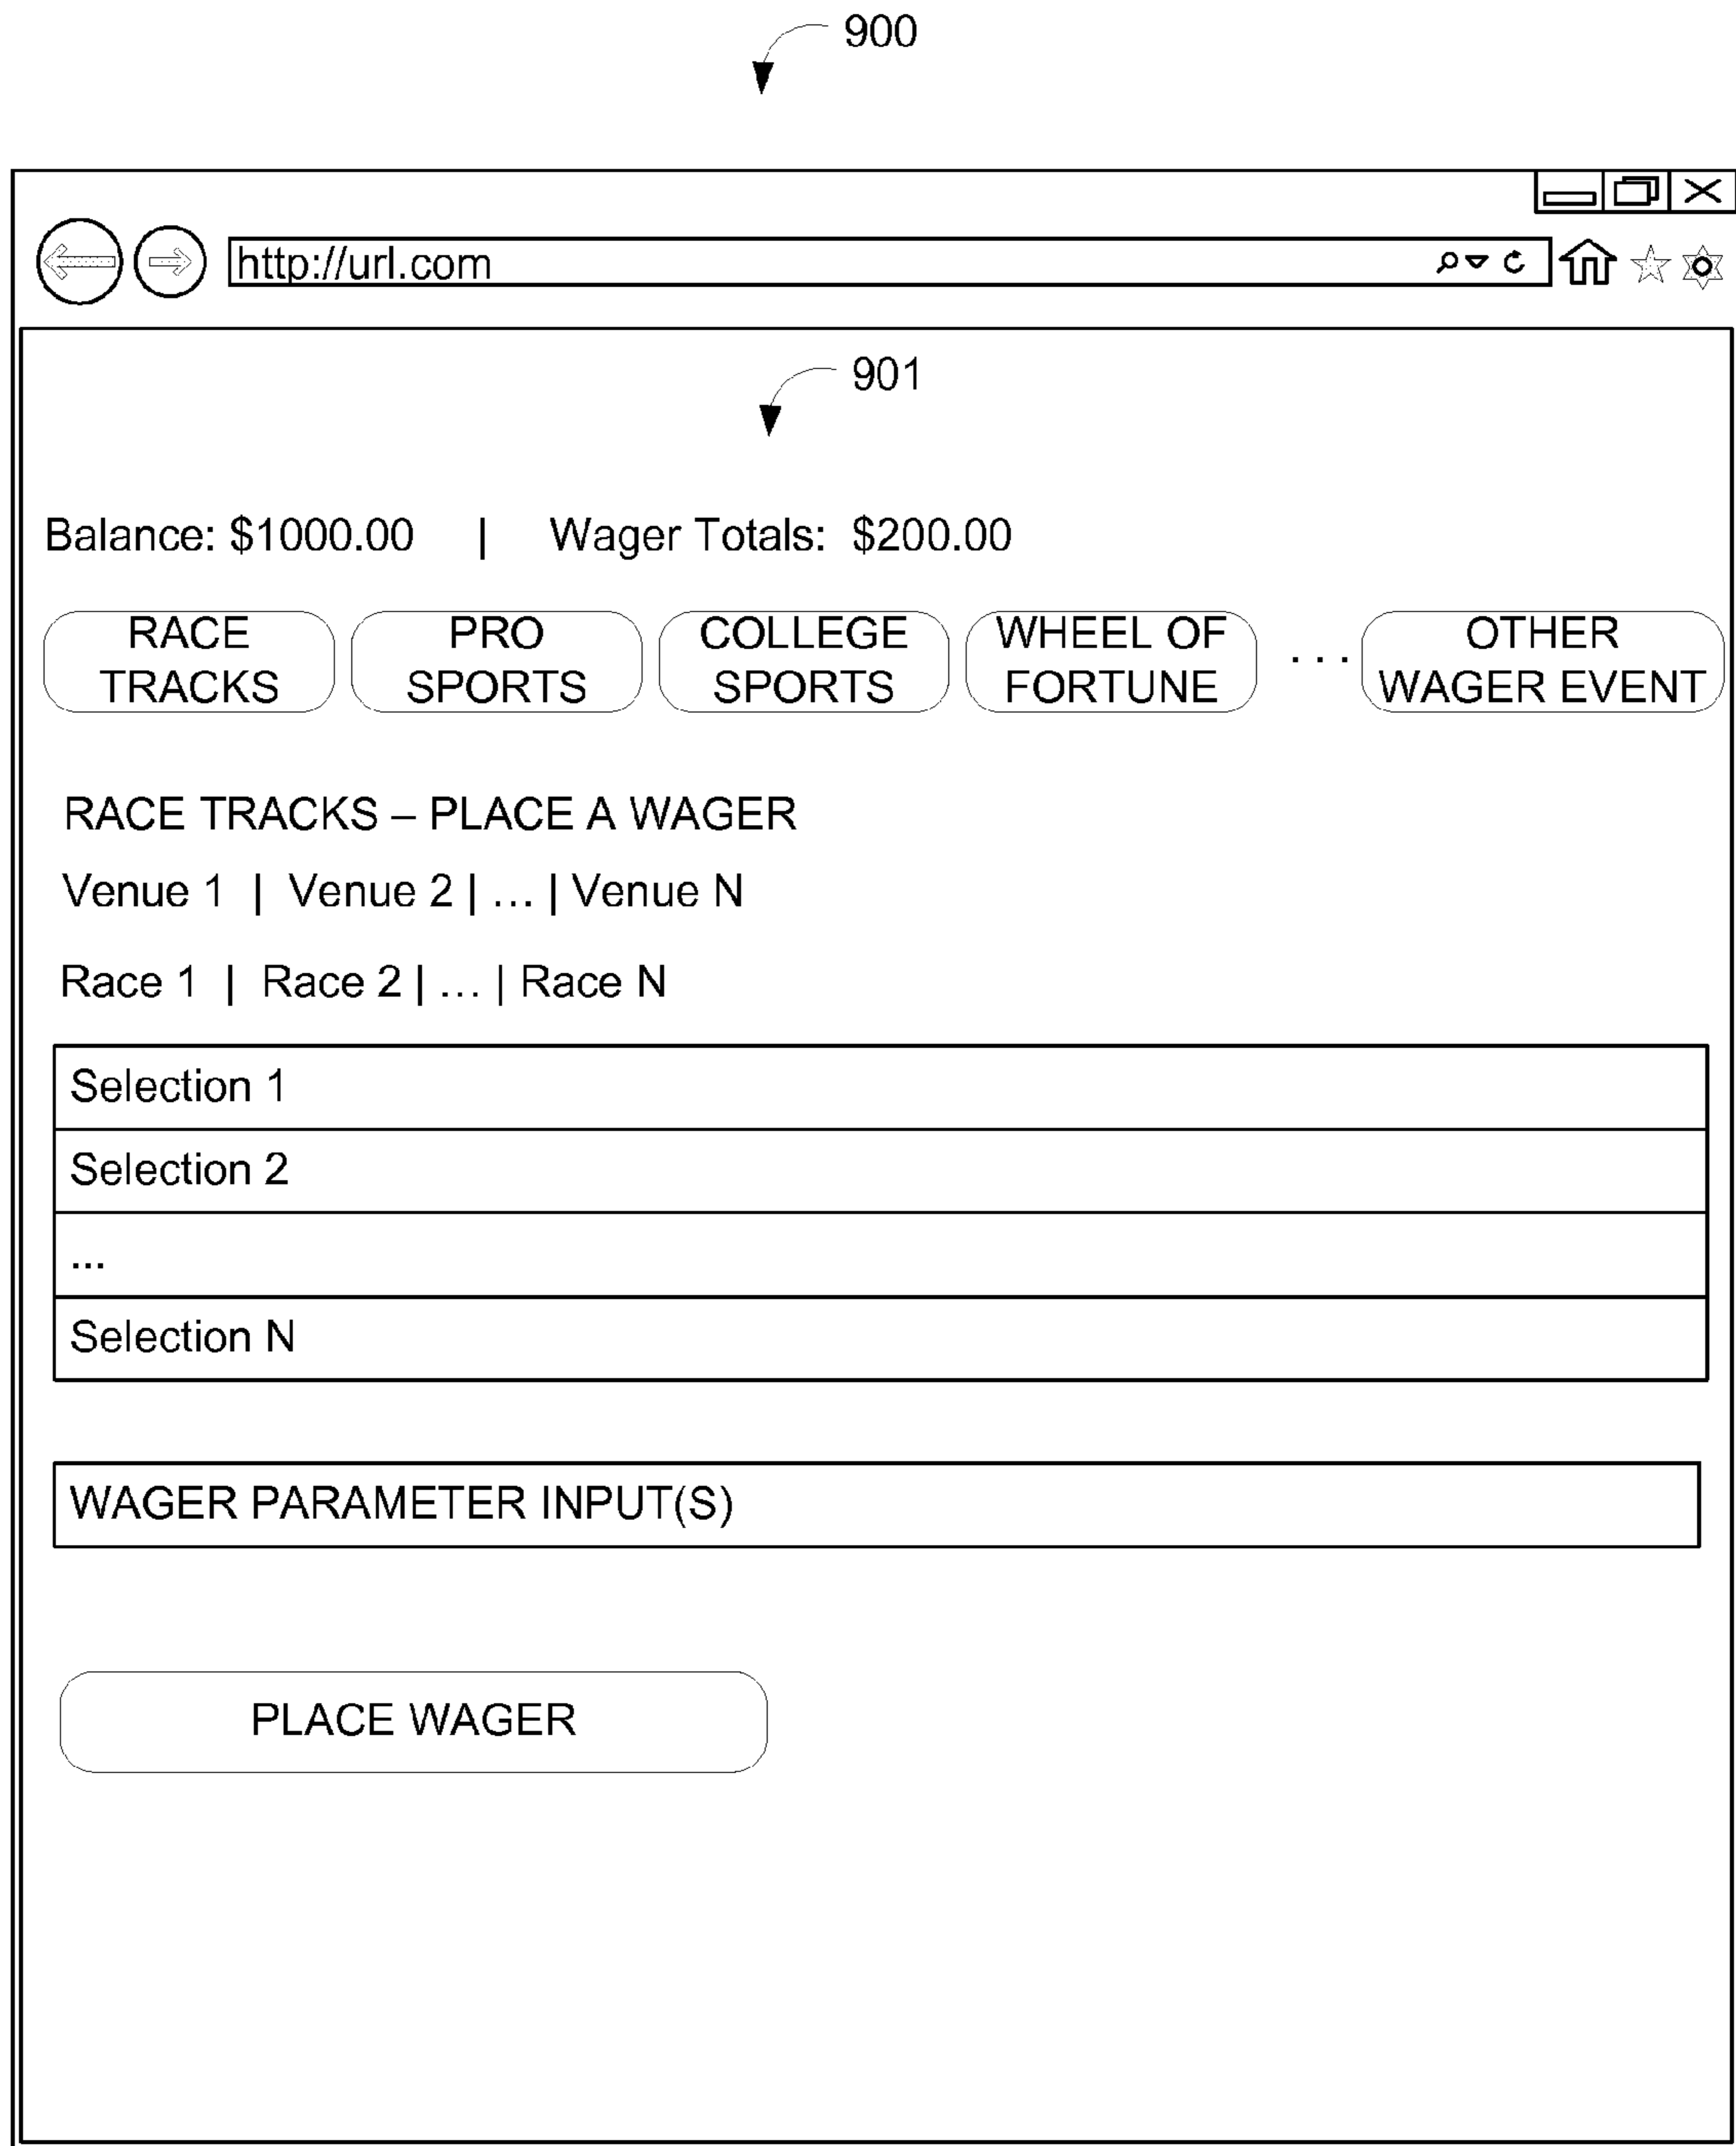 900
http://url.com
901
Balance: $1000.00 | Wager Totals: $200.00
RACE TRACKS
PRO SPORTS
COLLEGE SPORTS
WHEEL OF FORTUNE
...
OTHER WAGER EVENT
RACE TRACKS – PLACE A WAGER
Venue 1 | Venue 2 | ... | Venue N
Race 1 | Race 2 | ... | Race N
Selection 1
Selection 2
...
Selection N
WAGER PARAMETER INPUT(S)
PLACE WAGER